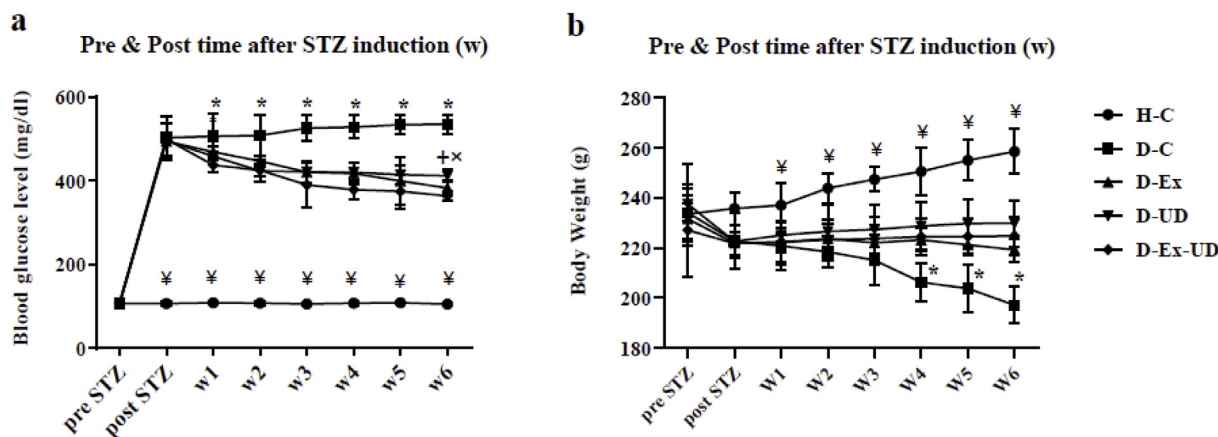 a
Pre & Post time after STZ induction (w)
Blood glucose level (mg/dl)
600
400
200
0
* * * * * *
+×
¥ ¥ ¥ ¥ ¥ ¥ ¥
pre STZ
post STZ
w1
w2
w3
w4
w5
w6
b
Pre & Post time after STZ induction (w)
Body Weight (g)
280
260
240
220
200
180
¥ ¥ ¥ ¥ ¥ ¥
* * *
pre STZ
post STZ
W1
W2
W3
W4
W5
W6
H-C
D-C
D-Ex
D-UD
D-Ex-UD